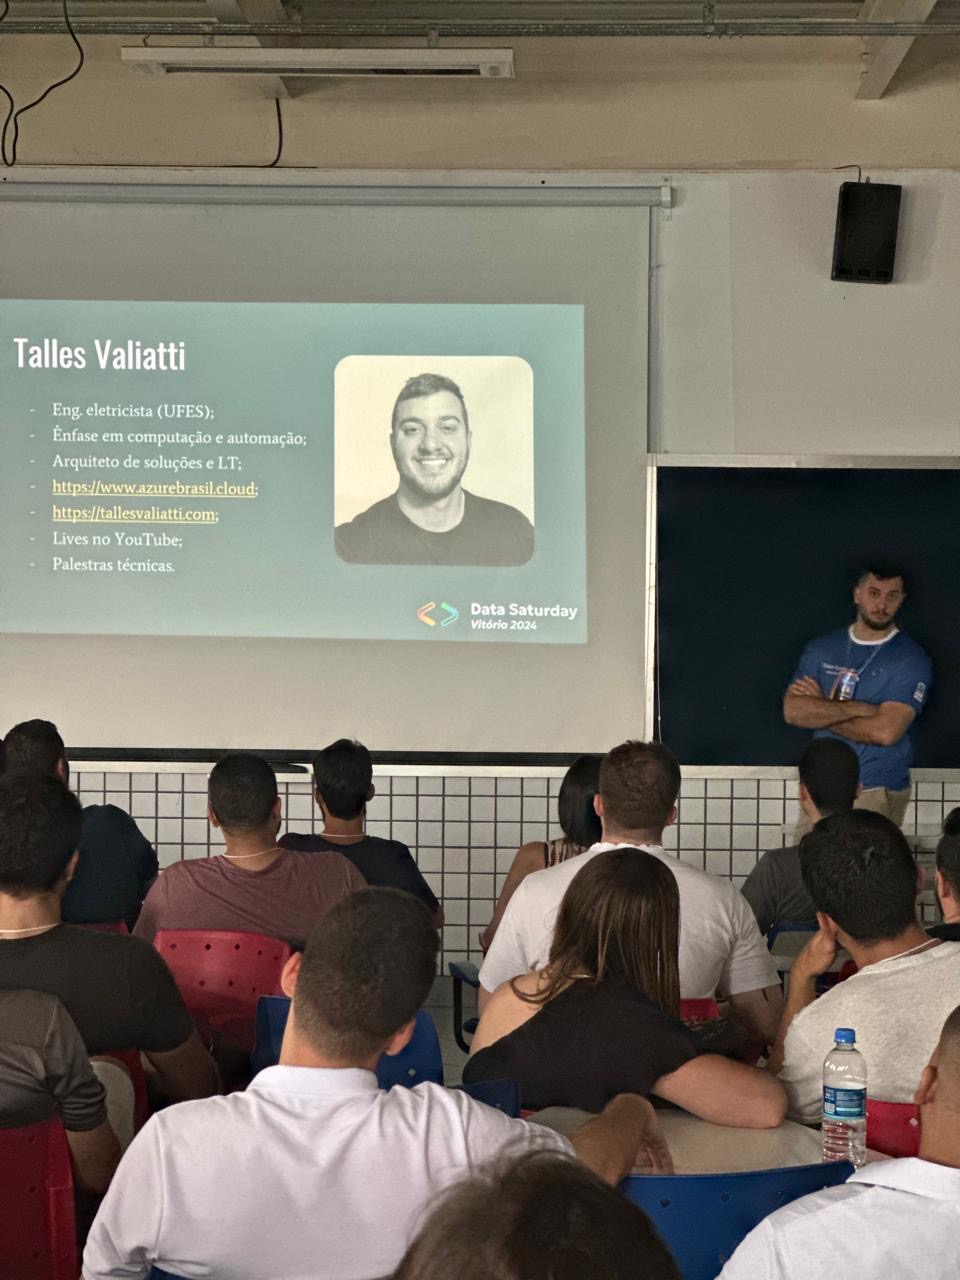 Talles Valiatti
- Eng. eletricista (UFES);
- Ênfase em computação e automação;
- Arquiteto de soluções e LT;
- https://www.azurebrasil.cloud;
- https://tallesvaliatti.com;
- Lives no YouTube;
- Palestras técnicas.
Data Saturday
Vitória 2024